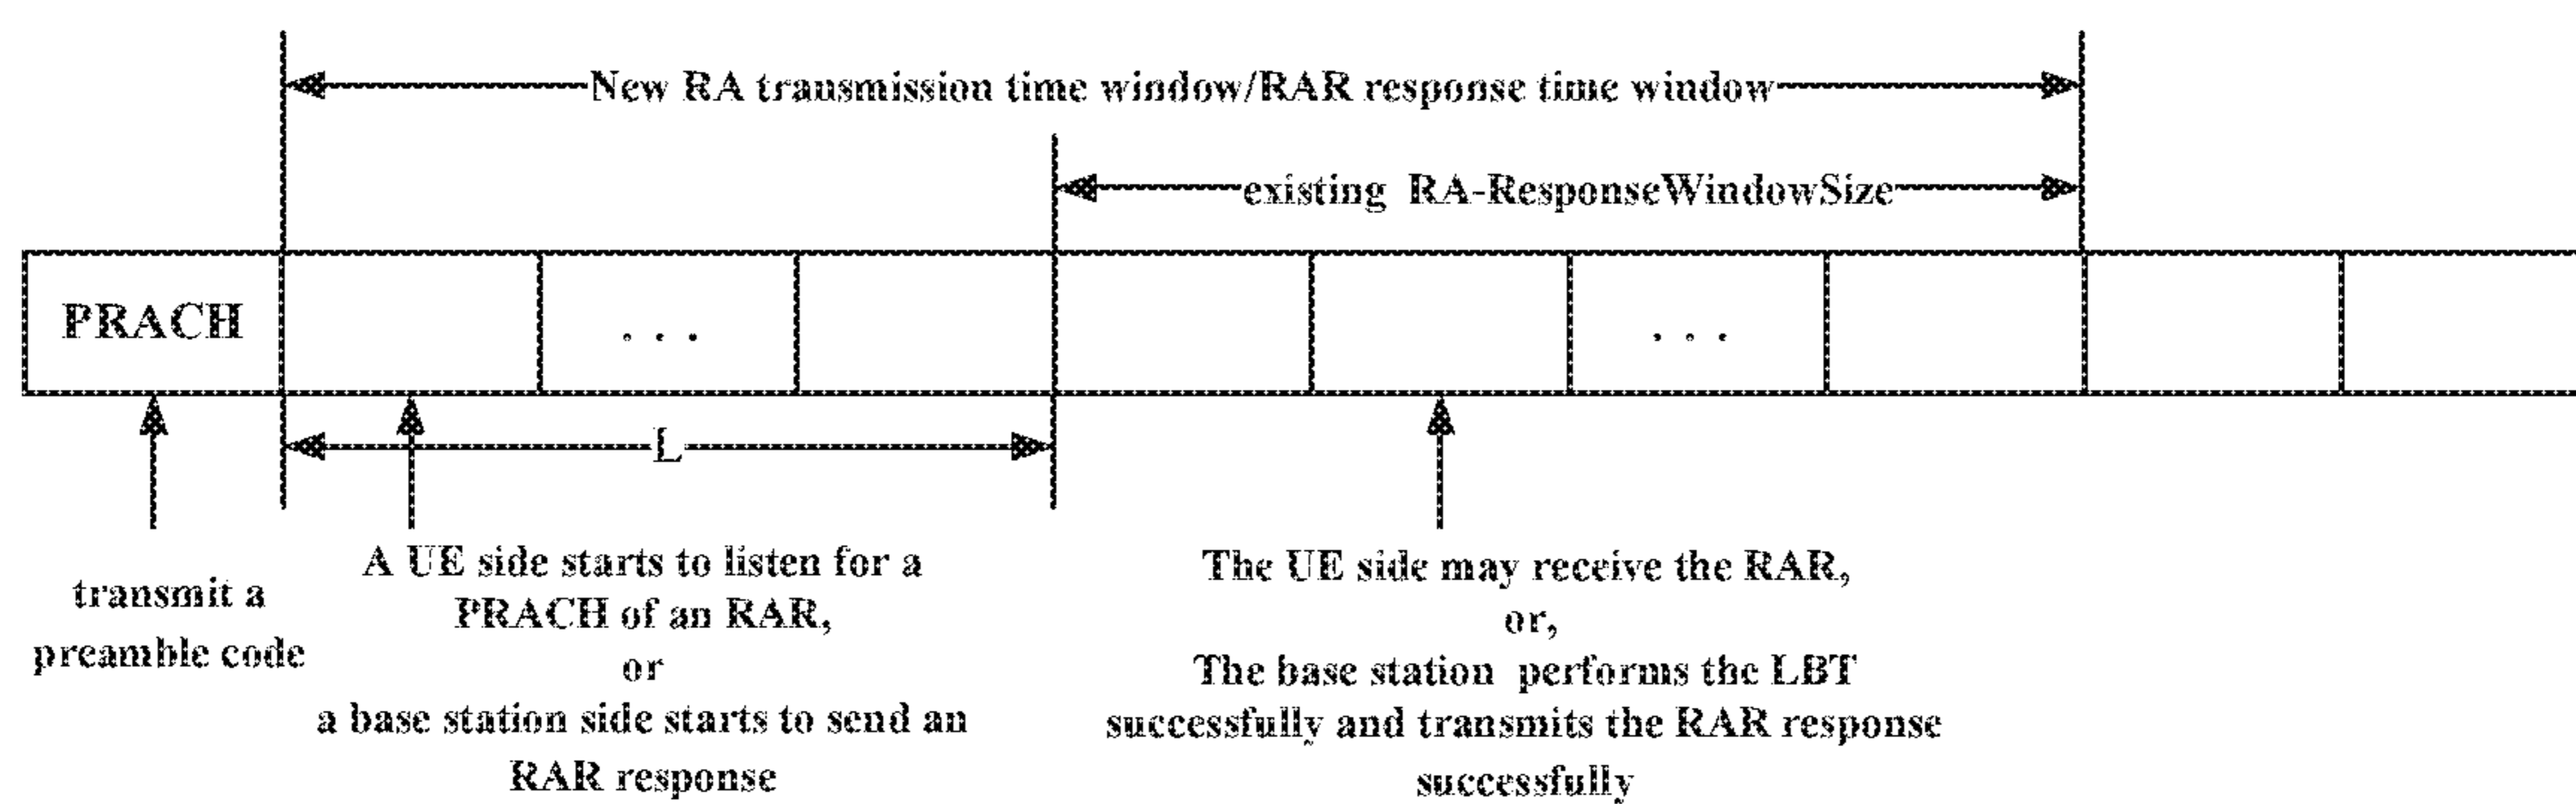 New RA transmission time window/RAR response time window
existing RA-ResponseWindowSize
PRACH
. . .
. . .
L
transmit a
preamble code
A UE side starts to listen for a
PRACH of an RAR,
or
a base station side starts to send an
RAR response
The UE side may receive the RAR,
or,
The base station performs the LBT
successfully and transmits the RAR response
successfully